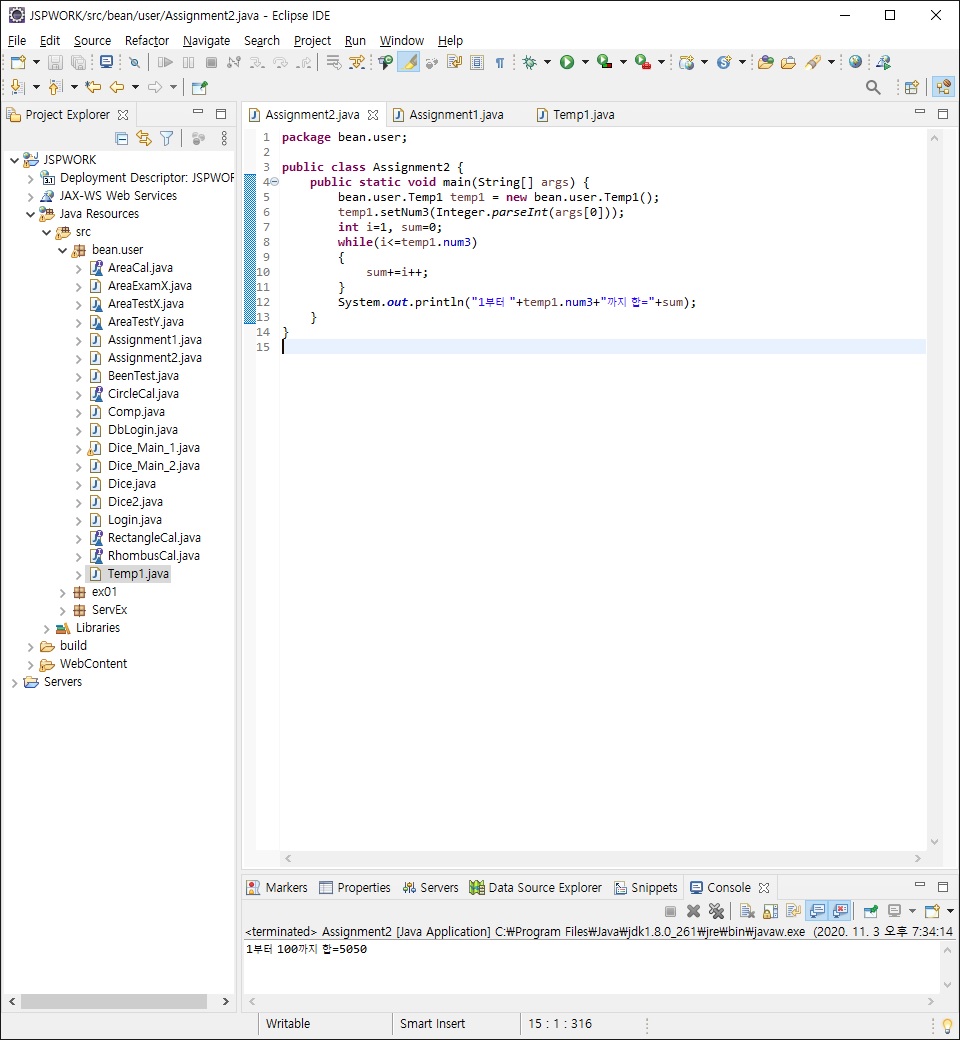 JSPWORK/src/bean/user/Assignment2.java - Eclipse IDE
File Edit Source Refactor Navigate Search Project Run Window Help
Project Explorer
JSPWORK
Deployment Descriptor: JSPWOR
JAX-WS Web Services
Java Resources
src
bean.user
AreaCal.java
AreaExamX.java
AreaTestX.java
AreaTestY.java
Assignment1.java
Assignment2.java
BeenTest.java
CircleCal.java
Comp.java
DbLogin.java
Dice_Main_1.java
Dice_Main_2.java
Dice.java
Dice2.java
Login.java
RectangleCal.java
RhombusCal.java
Temp1.java
ex01
ServEx
Libraries
build
WebContent
Servers
Assignment2.java Assignment1.java Temp1.java
1 package bean.user;
2
3 public class Assignment2 {
4 public static void main(String[] args) {
5 bean.user.Temp1 temp1 = new bean.user.Temp1();
6 temp1.setNum3(Integer.parseInt(args[0]));
7 int i=1, sum=0;
8 while(i<=temp1.num3)
9 {
10 sum+=i++;
11 }
12 System.out.println("1부터 "+temp1.num3+"까지 합="+sum);
13 }
14 }
15
Markers Properties Servers Data Source Explorer Snippets Console
<terminated> Assignment2 [Java Application] C:₩Program Files₩Java₩jdk1.8.0_261₩jre₩bin₩javaw.exe (2020. 11. 3 오후 7:34:14
1부터 100까지 합=5050
Writable Smart Insert 15 : 1 : 316